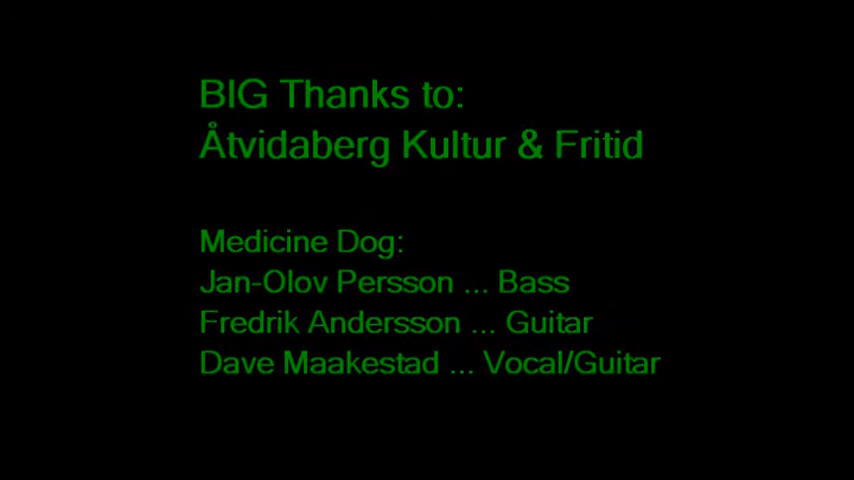 BIG Thanks to:
Åtvidaberg Kultur & Fritid
Medicine Dog:
Jan-Olov Persson ... Bass
Fredrik Andersson ... Guitar
Dave Maakestad ... Vocal/Guitar